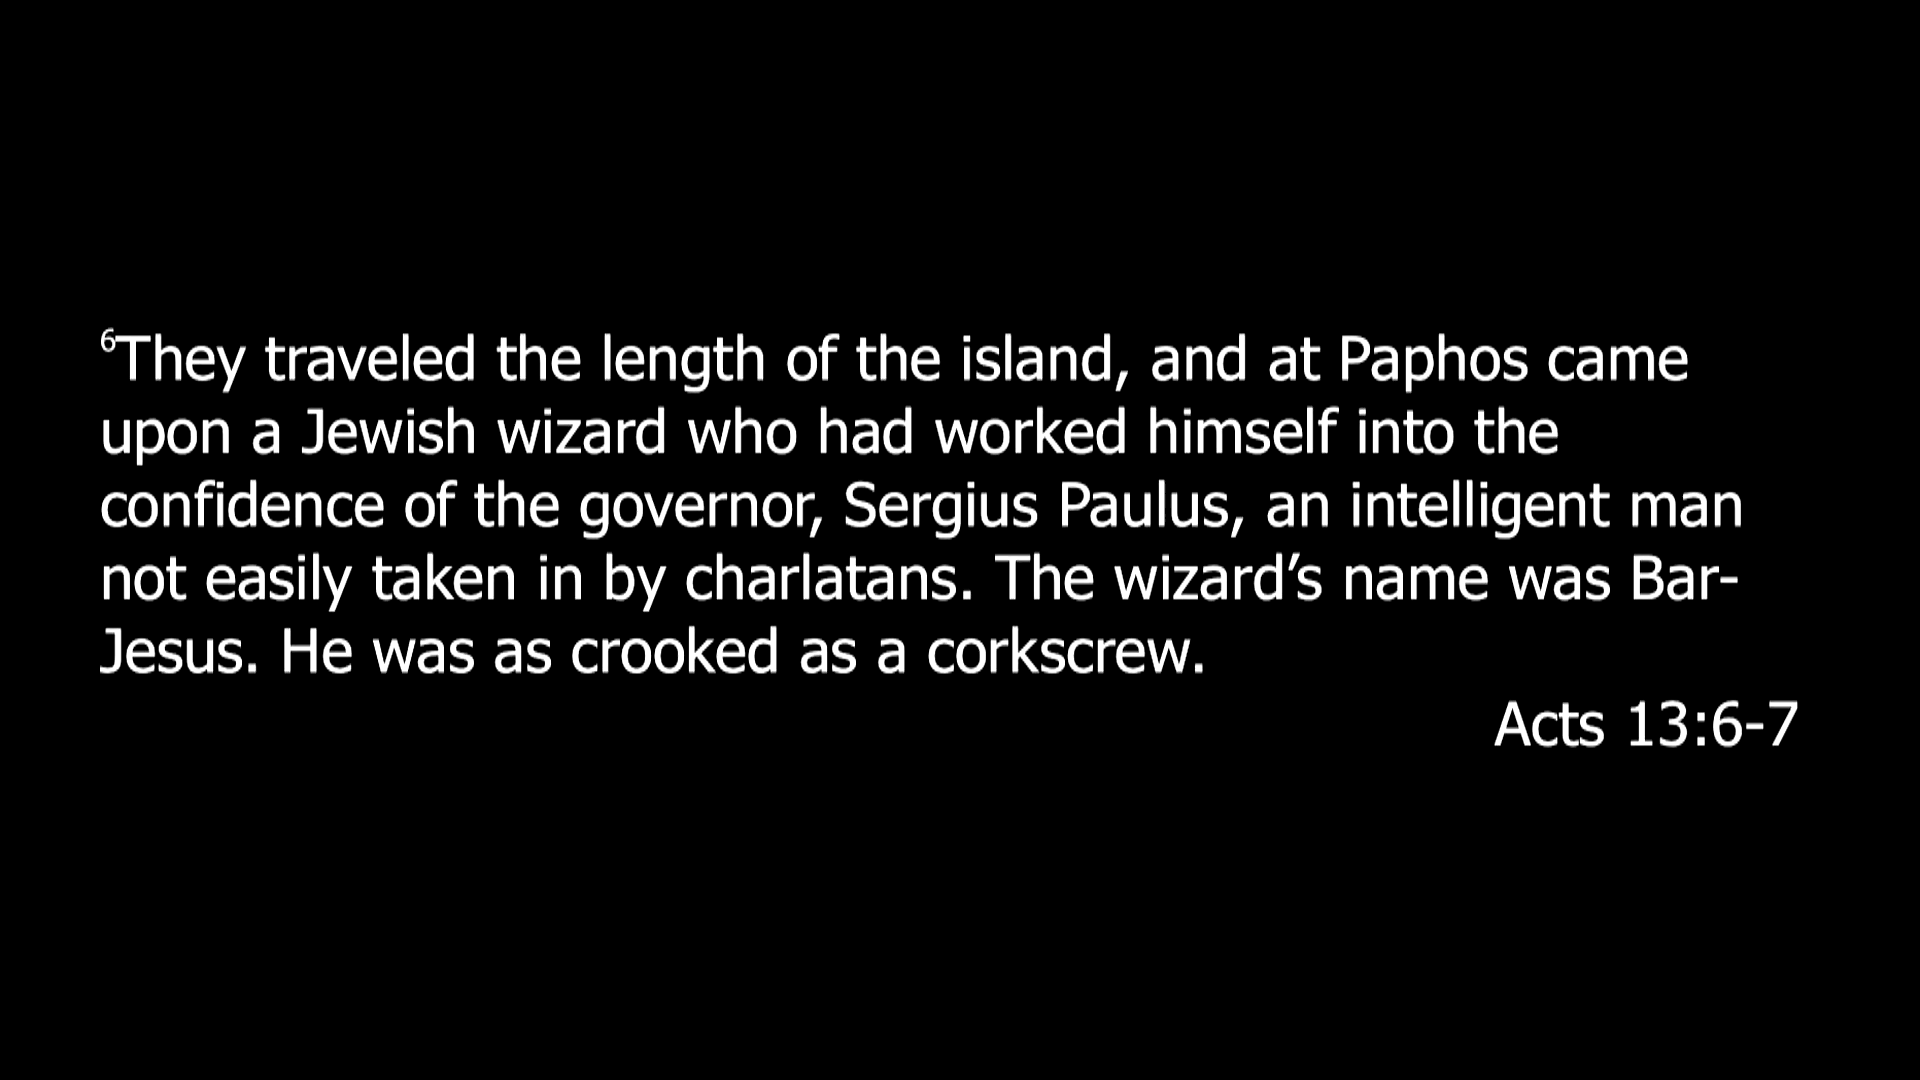 ⁶They traveled the length of the island, and at Paphos came
upon a Jewish wizard who had worked himself into the
confidence of the governor, Sergius Paulus, an intelligent man
not easily taken in by charlatans. The wizard’s name was Bar-
Jesus. He was as crooked as a corkscrew.
Acts 13:6-7